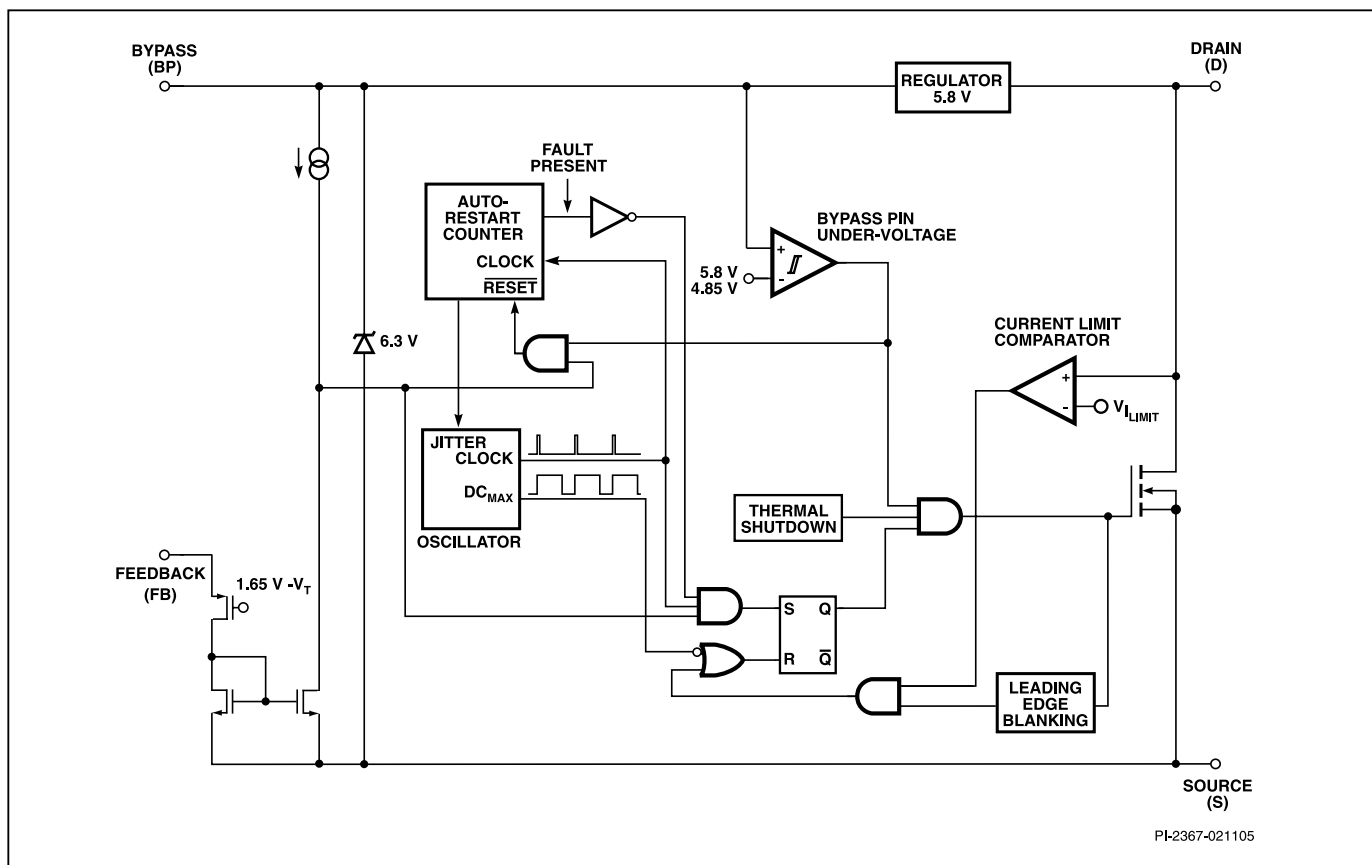 BYPASS
(BP)
DRAIN
(D)
REGULATOR
5.8 V
FAULT
PRESENT
AUTO-
RESTART
COUNTER
CLOCK
RESET
BYPASS PIN
UNDER-VOLTAGE
+
-
5.8 V
4.85 V
6.3 V
CURRENT LIMIT
COMPARATOR
+
-
VILIMIT
JITTER
CLOCK
DCMAX
OSCILLATOR
THERMAL
SHUTDOWN
FEEDBACK
(FB)
1.65 V -VT
S Q
R Q
LEADING
EDGE
BLANKING
SOURCE
(S)
PI-2367-021105